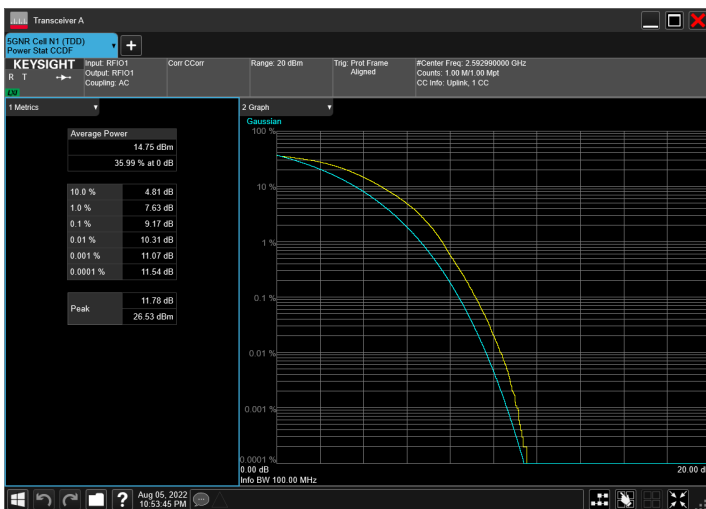 Transceiver A
5GNR Cell N1 (TDD)
Power Stat CCDF
KEYSIGHT
R T
LXI
Input: RFIO1
Output: RFIO1
Coupling: AC
Corr CCorr
Range: 20 dBm
Trig: Prot Frame
Aligned
#Center Freq: 2.592990000 GHz
Counts: 1.00 M/1.00 Mpt
CC Info: Uplink, 1 CC
1 Metrics
Average Power
14.75 dBm
35.99 % at 0 dB
10.0 % 4.81 dB
1.0 % 7.63 dB
0.1 % 9.17 dB
0.01 % 10.31 dB
0.001 % 11.07 dB
0.0001 % 11.54 dB
Peak
11.78 dB
26.53 dBm
2 Graph
Gaussian
100 %
10 %
1 %
0.1 %
0.01 %
0.001 %
0.0001 %
0.00 dB
20.00 d
Info BW 100.00 MHz
?
Aug 05, 2022
10:53:45 PM